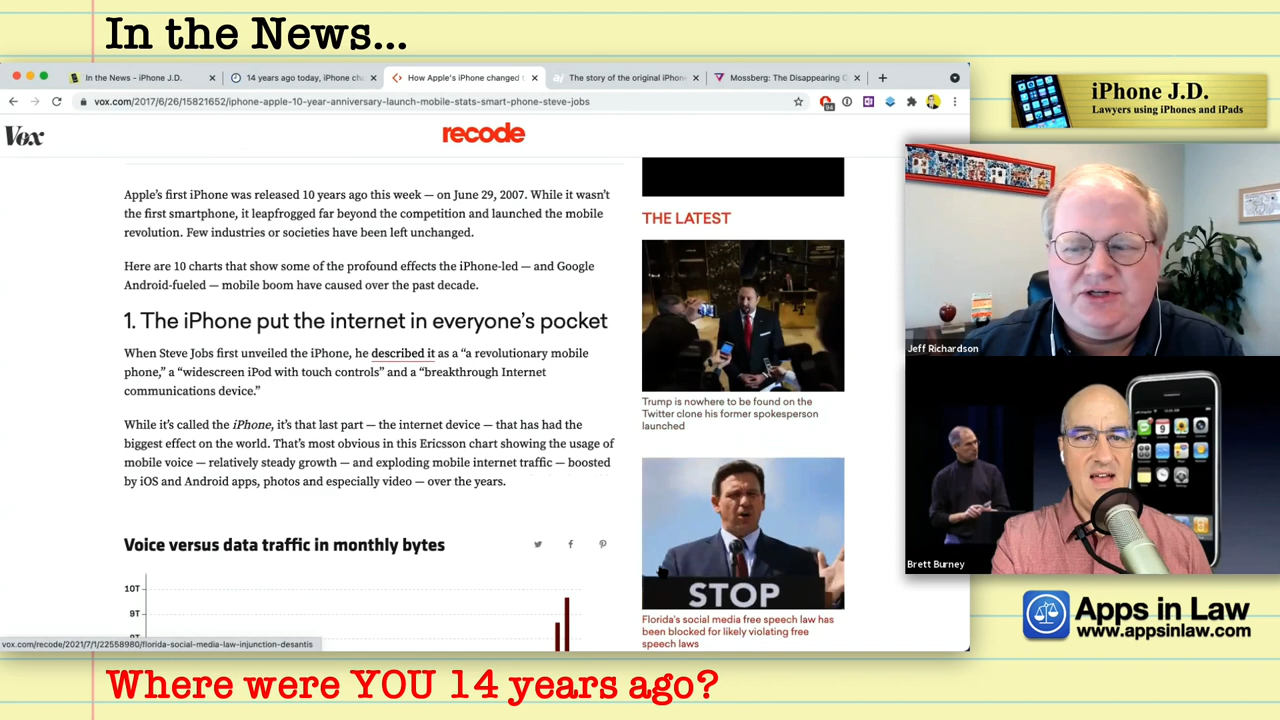 In the News...
In the News - iPhone J.D.
14 years ago today, iPhone ch
How Apple's iPhone changed t
The story of the original iPhone
Mossberg: The Disappearing C
vox.com/2017/6/26/15821652/iphone-apple-10-year-anniversary-launch-mobile-stats-smart-phone-steve-jobs
94
Vox
recode
Apple's first iPhone was released 10 years ago this week — on June 29, 2007. While it wasn't
the first smartphone, it leapfrogged far beyond the competition and launched the mobile
revolution. Few industries or societies have been left unchanged.
Here are 10 charts that show some of the profound effects the iPhone-led — and Google
Android-fueled — mobile boom have caused over the past decade.
1. The iPhone put the internet in everyone's pocket
When Steve Jobs first unveiled the iPhone, he described it as a “a revolutionary mobile
phone,” a “widescreen iPod with touch controls” and a “breakthrough Internet
communications device.”
While it's called the iPhone, it's that last part — the internet device — that has had the
biggest effect on the world. That's most obvious in this Ericsson chart showing the usage of
mobile voice — relatively steady growth — and exploding mobile internet traffic — boosted
by iOS and Android apps, photos and especially video — over the years.
Voice versus data traffic in monthly bytes
10T
9T
8T
vox.com/recode/2021/7/1/22558980/florida-social-media-law-injunction-desantis
THE LATEST
Trump is nowhere to be found on the
Twitter clone his former spokesperson
launched
STOP
Florida's social media free speech law has
been blocked for likely violating free
speech laws
iPhone J.D.
Lawyers using iPhones and iPads
Jeff Richardson
Brett Burney
Apps in Law
www.appsinlaw.com
Where were YOU 14 years ago?